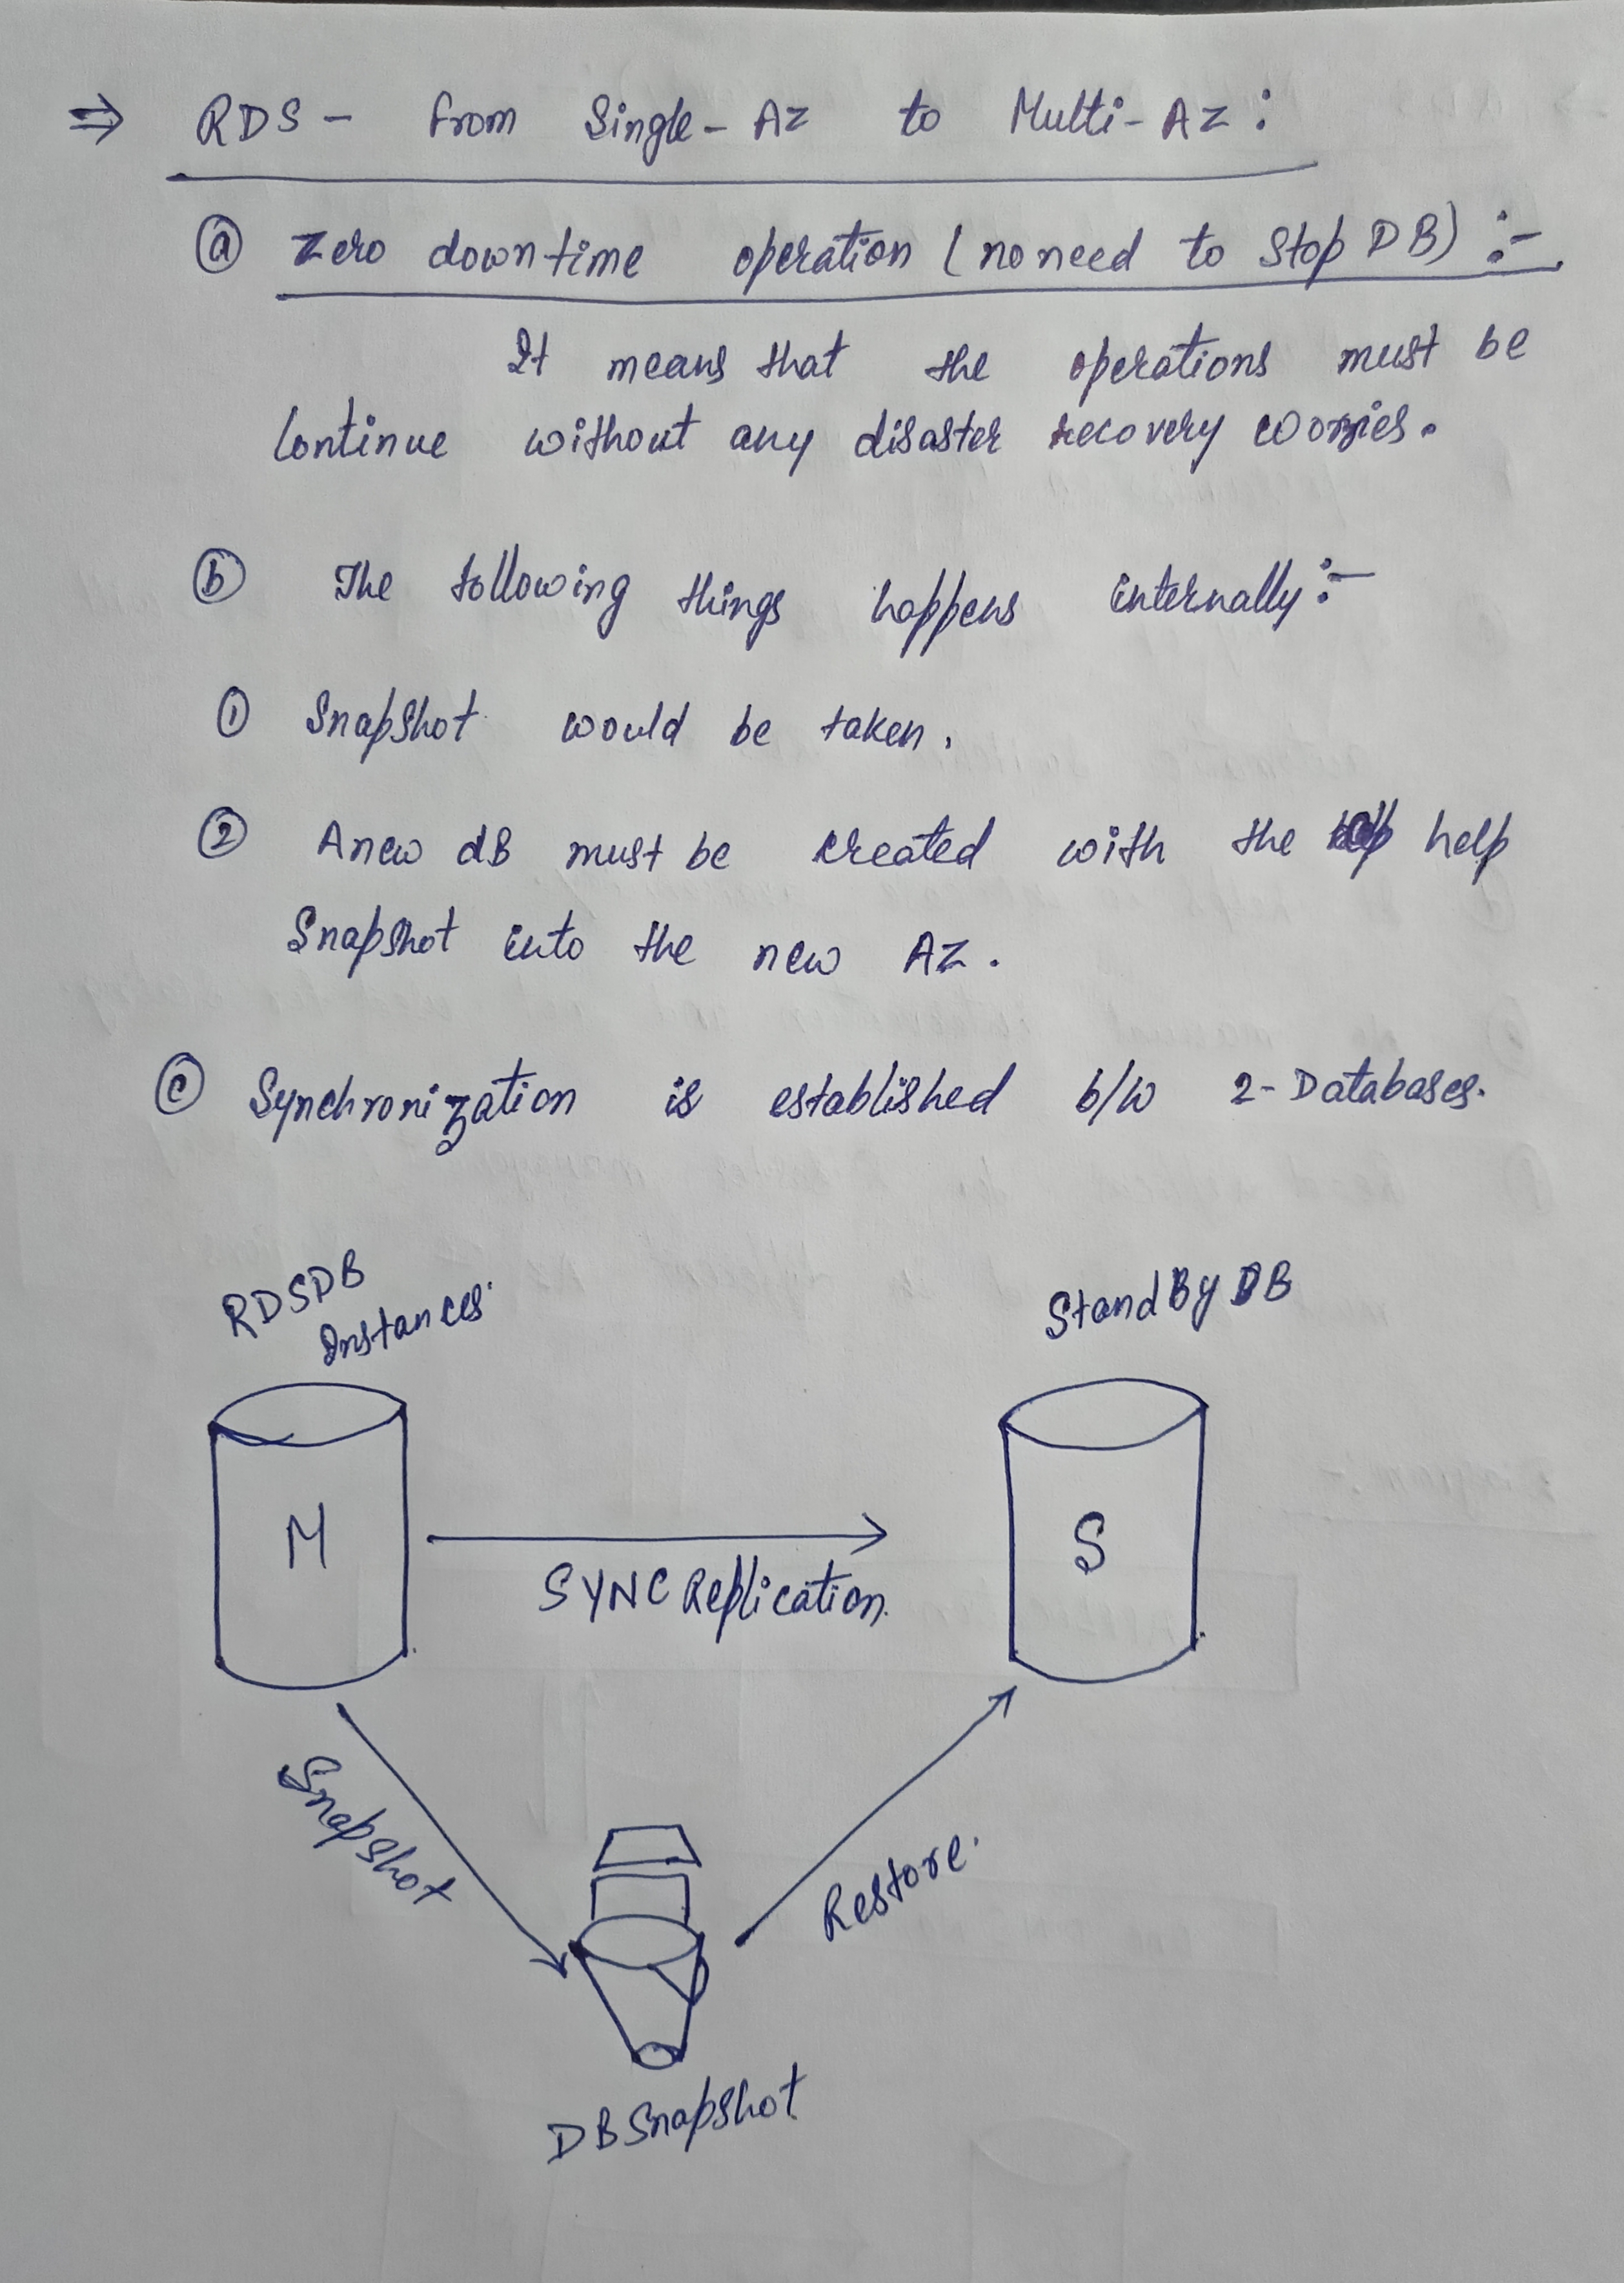 ⇒ RDS - from Single-AZ to Multi-AZ:
ⓐ Zero downtime operation (no need to Stop DB) :-
It means that the operations must be
Continue without any disaster recovery worries.
ⓑ The following things happens internally:-
① Snapshot would be taken.
② A new dB must be created with the help
Snapshot into the new AZ.
ⓒ Synchronization is established b/w 2-Databases.
RDSDB
Instances.
StandBy DB
M
S
SYNC Replication.
Snapshot
Restore.
DB Snapshot